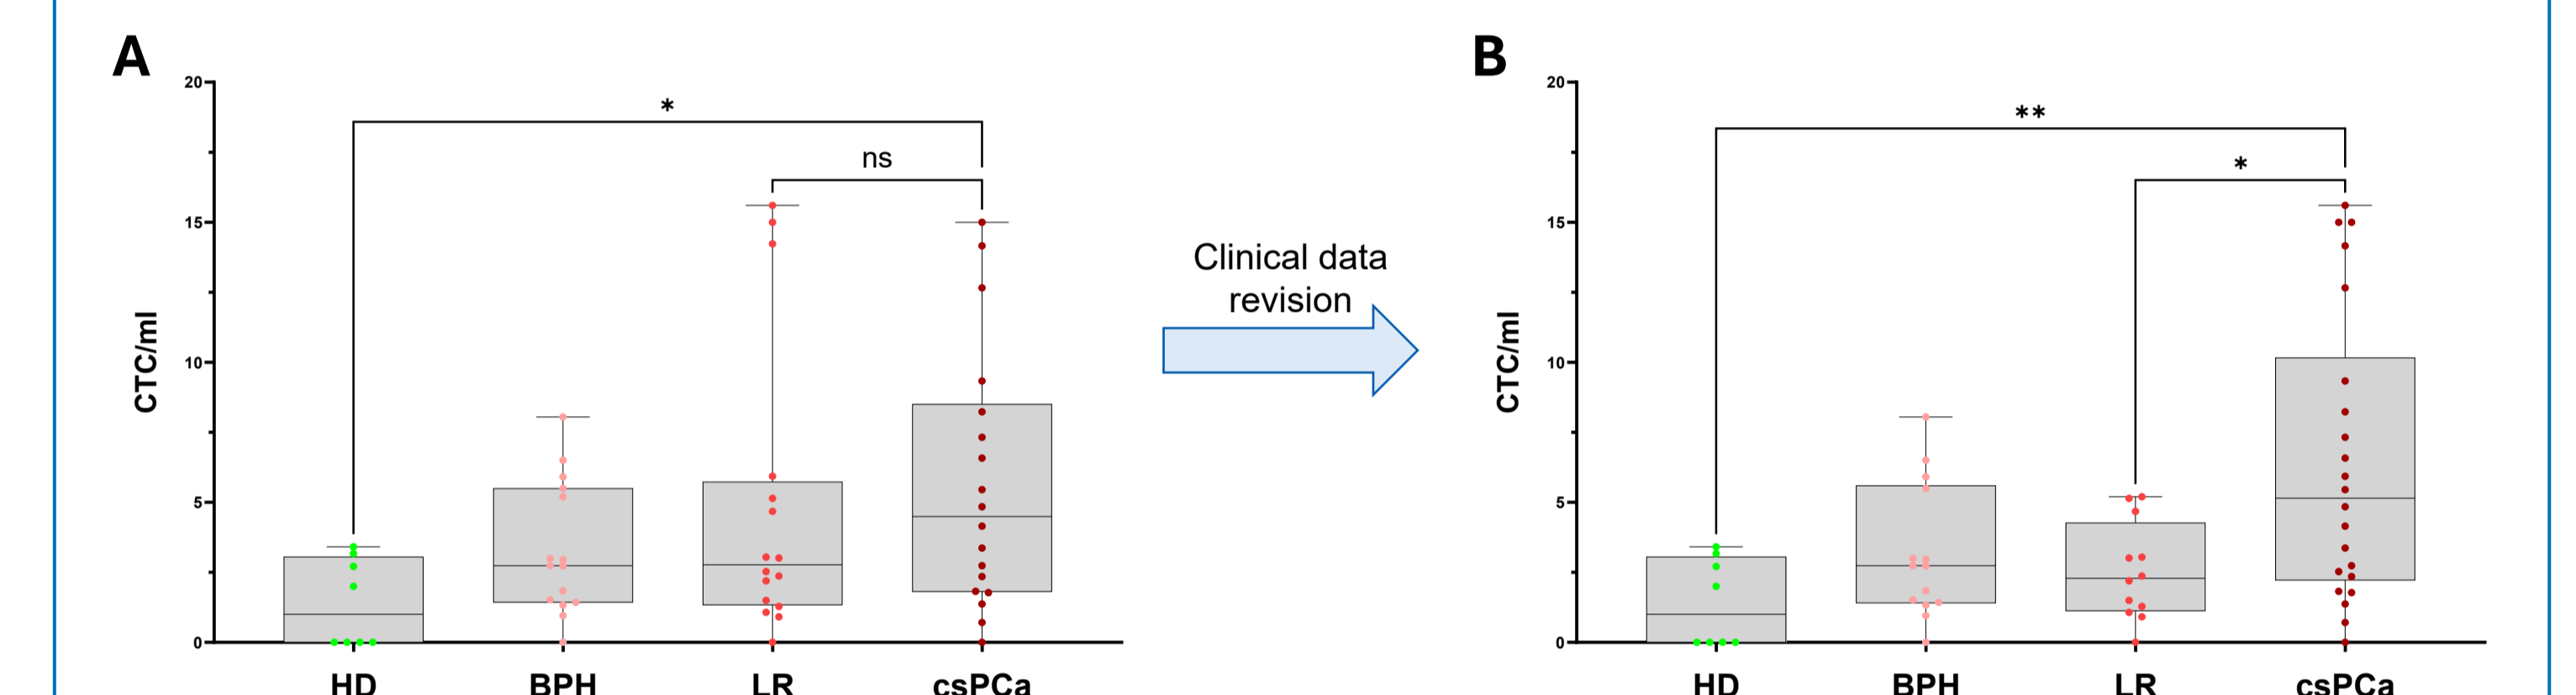 A
20
15
10
5
0
CTC/ml
*
ns
HD BPH LR csPCa
Clinical data
revision
B
20
15
10
5
0
CTC/ml
**
*
HD BPH LR csPCa